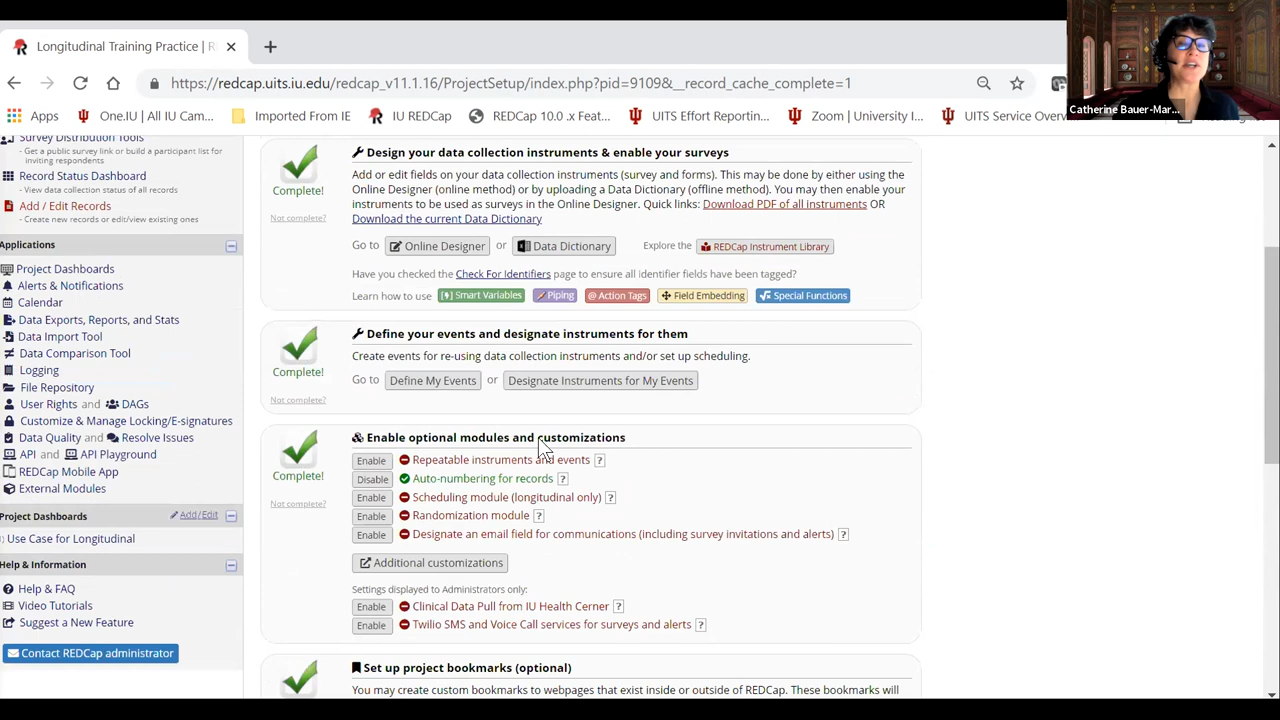 Longitudinal Training Practice | R
https://redcap.uits.iu.edu/redcap_v11.1.16/ProjectSetup/index.php?pid=9109&__record_cache_complete=1
Catherine Bauer-Mar...
Apps
One.IU | All IU Cam...
Imported From IE
IU REDCap
REDCap 10.0 .x Feat...
UITS Effort Reportin...
Zoom | University I...
UITS Service Over
Survey Distribution Tools
- Get a public survey link or build a participant list for
inviting respondents
Record Status Dashboard
- View data collection status of all records
Add / Edit Records
- Create new records or edit/view existing ones
Applications
Project Dashboards
Alerts & Notifications
Calendar
Data Exports, Reports, and Stats
Data Import Tool
Data Comparison Tool
Logging
File Repository
User Rights and DAGs
Customize & Manage Locking/E-signatures
Data Quality and Resolve Issues
API and API Playground
REDCap Mobile App
External Modules
Project Dashboards Add/Edit
) Use Case for Longitudinal
Help & Information
Help & FAQ
Video Tutorials
Suggest a New Feature
Contact REDCap administrator
Complete!
Not complete?
Design your data collection instruments & enable your surveys
Add or edit fields on your data collection instruments (survey and forms). This may be done by either using the
Online Designer (online method) or by uploading a Data Dictionary (offline method). You may then enable your
instruments to be used as surveys in the Online Designer. Quick links: Download PDF of all instruments OR
Download the current Data Dictionary
Go to Online Designer or Data Dictionary Explore the REDCap Instrument Library
Have you checked the Check For Identifiers page to ensure all identifier fields have been tagged?
Learn how to use [•] Smart Variables Piping @ Action Tags Field Embedding Special Functions
Complete!
Not complete?
Define your events and designate instruments for them
Create events for re-using data collection instruments and/or set up scheduling.
Go to Define My Events or Designate Instruments for My Events
Complete!
Not complete?
Enable optional modules and customizations
Enable Repeatable instruments and events ?
Disable Auto-numbering for records ?
Enable Scheduling module (longitudinal only) ?
Enable Randomization module ?
Enable Designate an email field for communications (including survey invitations and alerts) ?
Additional customizations
Settings displayed to Administrators only:
Enable Clinical Data Pull from IU Health Cerner ?
Enable Twilio SMS and Voice Call services for surveys and alerts ?
Set up project bookmarks (optional)
You may create custom bookmarks to webpages that exist inside or outside of REDCap. These bookmarks will